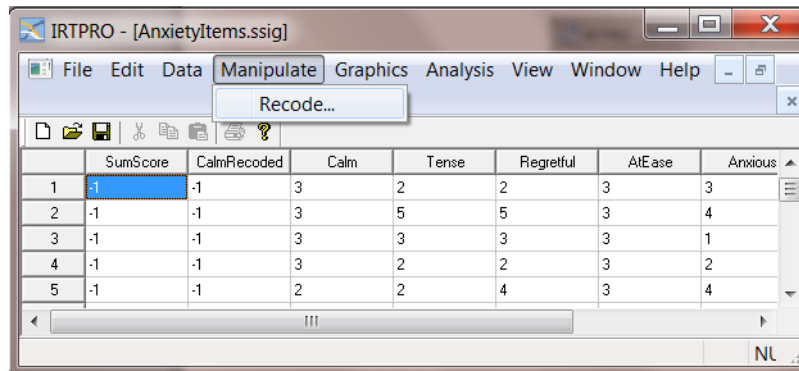 IRTPRO - [AnxietyItems.ssig]
File Edit Data Manipulate Graphics Analysis View Window Help
Recode...
SumScore CalmRecoded Calm Tense Regretful AtEase Anxious
1 -1 -1 3 2 2 3 3
2 -1 -1 3 5 5 3 4
3 -1 -1 3 3 3 3 1
4 -1 -1 3 2 2 3 2
5 -1 -1 2 2 4 3 4